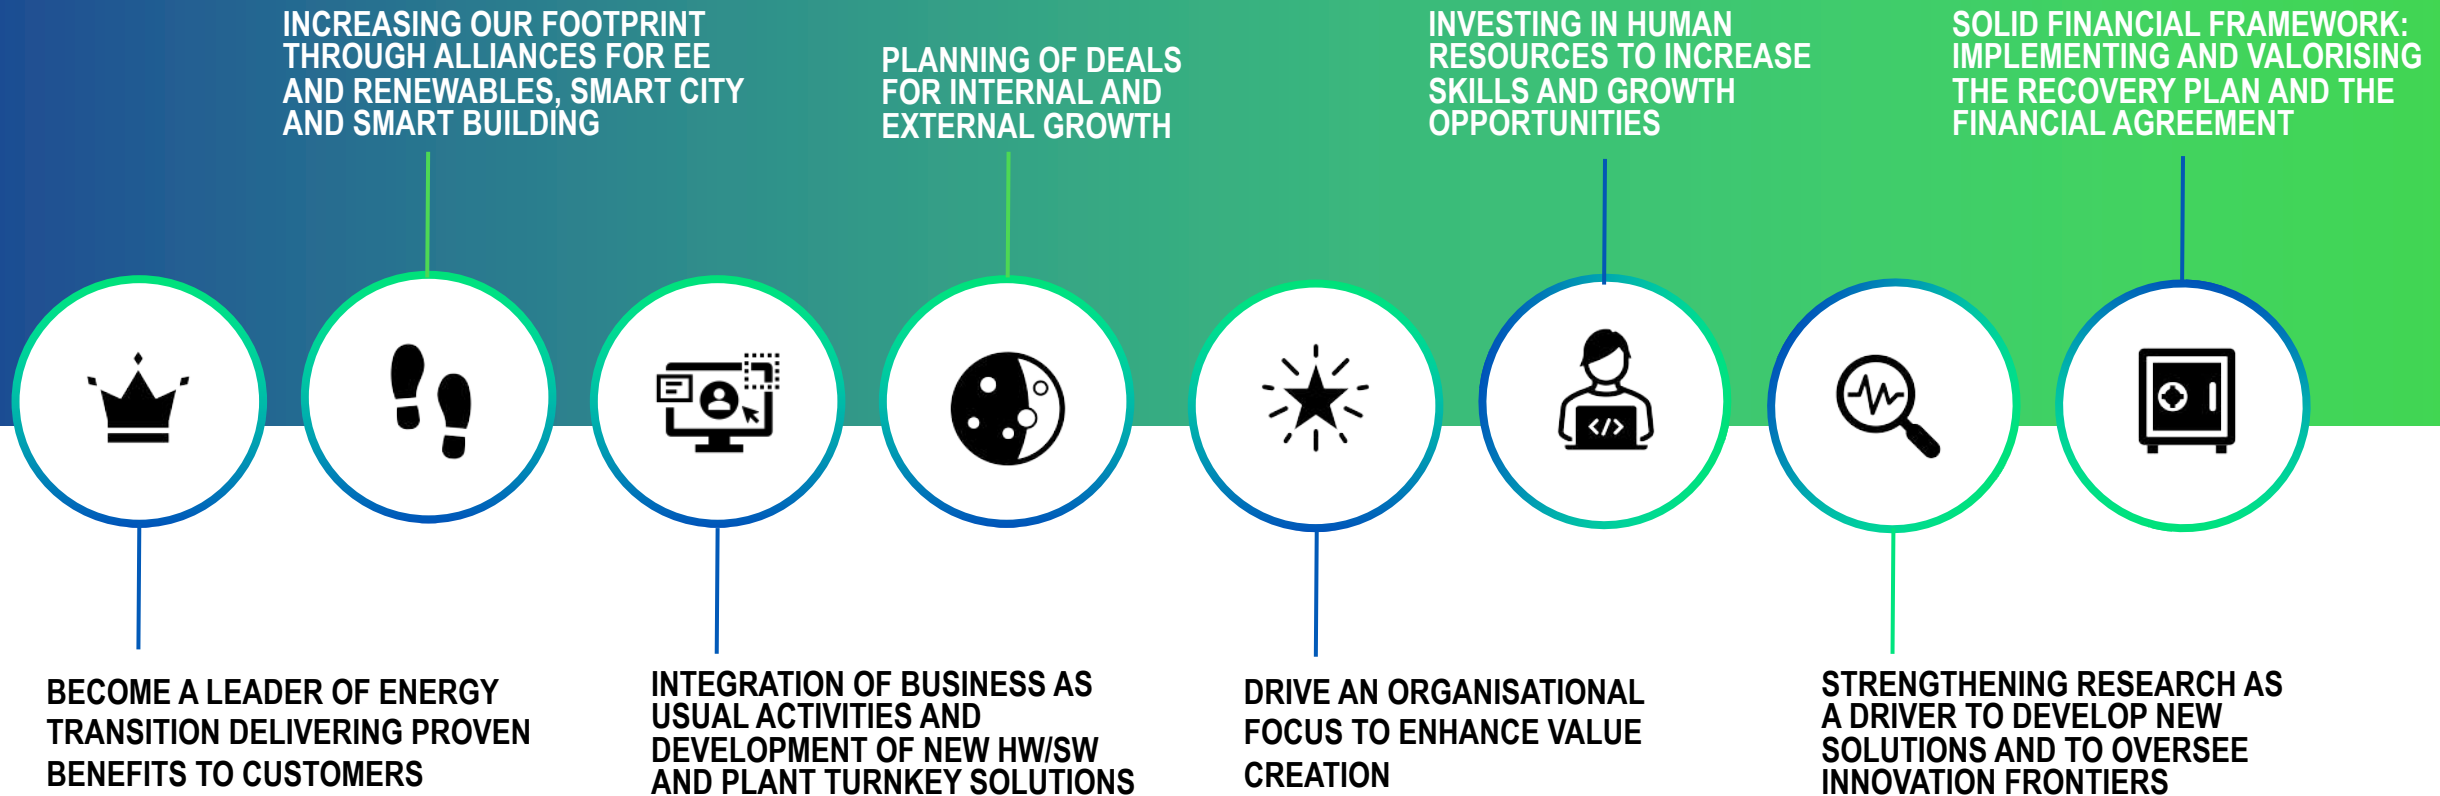 INCREASING OUR FOOTPRINT
THROUGH ALLIANCES FOR EE
AND RENEWABLES, SMART CITY
AND SMART BUILDING
PLANNING OF DEALS
FOR INTERNAL AND
EXTERNAL GROWTH
INVESTING IN HUMAN
RESOURCES TO INCREASE
SKILLS AND GROWTH
OPPORTUNITIES
SOLID FINANCIAL FRAMEWORK:
IMPLEMENTING AND VALORISING
THE RECOVERY PLAN AND THE
FINANCIAL AGREEMENT
</>
BECOME A LEADER OF ENERGY
TRANSITION DELIVERING PROVEN
BENEFITS TO CUSTOMERS
INTEGRATION OF BUSINESS AS
USUAL ACTIVITIES AND
DEVELOPMENT OF NEW HW/SW
AND PLANT TURNKEY SOLUTIONS
DRIVE AN ORGANISATIONAL
FOCUS TO ENHANCE VALUE
CREATION
STRENGTHENING RESEARCH AS
A DRIVER TO DEVELOP NEW
SOLUTIONS AND TO OVERSEE
INNOVATION FRONTIERS